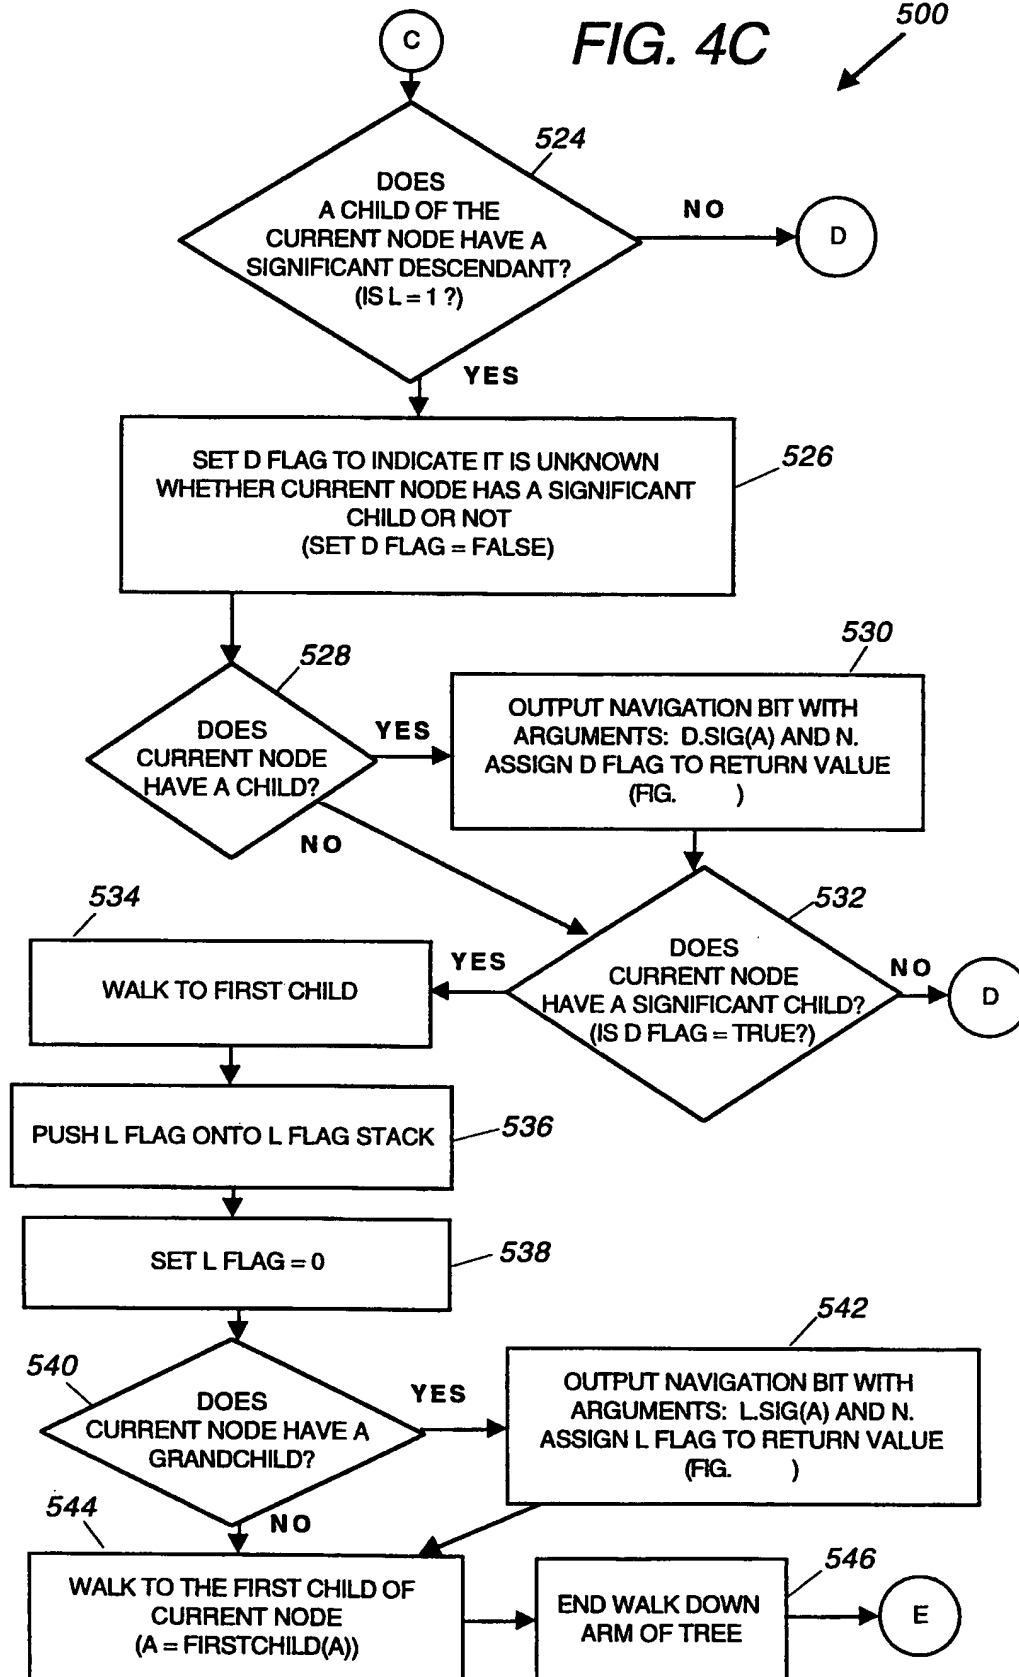 C
FIG. 4C
500
524
DOES
A CHILD OF THE
CURRENT NODE HAVE A
SIGNIFICANT DESCENDANT?
(IS L = 1 ?)
NO
D
YES
SET D FLAG TO INDICATE IT IS UNKNOWN
WHETHER CURRENT NODE HAS A SIGNIFICANT
CHILD OR NOT
(SET D FLAG = FALSE)
526
528
DOES
CURRENT NODE
HAVE A CHILD?
YES
NO
530
OUTPUT NAVIGATION BIT WITH
ARGUMENTS: D.SIG(A) AND N.
ASSIGN D FLAG TO RETURN VALUE
(FIG. )
532
DOES
CURRENT NODE
HAVE A SIGNIFICANT CHILD?
(IS D FLAG = TRUE?)
NO
D
YES
534
WALK TO FIRST CHILD
PUSH L FLAG ONTO L FLAG STACK
536
SET L FLAG = 0
538
540
DOES
CURRENT NODE HAVE A
GRANDCHILD?
YES
NO
542
OUTPUT NAVIGATION BIT WITH
ARGUMENTS: L.SIG(A) AND N.
ASSIGN L FLAG TO RETURN VALUE
(FIG. )
544
WALK TO THE FIRST CHILD OF
CURRENT NODE
(A = FIRSTCHILD(A))
END WALK DOWN
ARM OF TREE
546
E